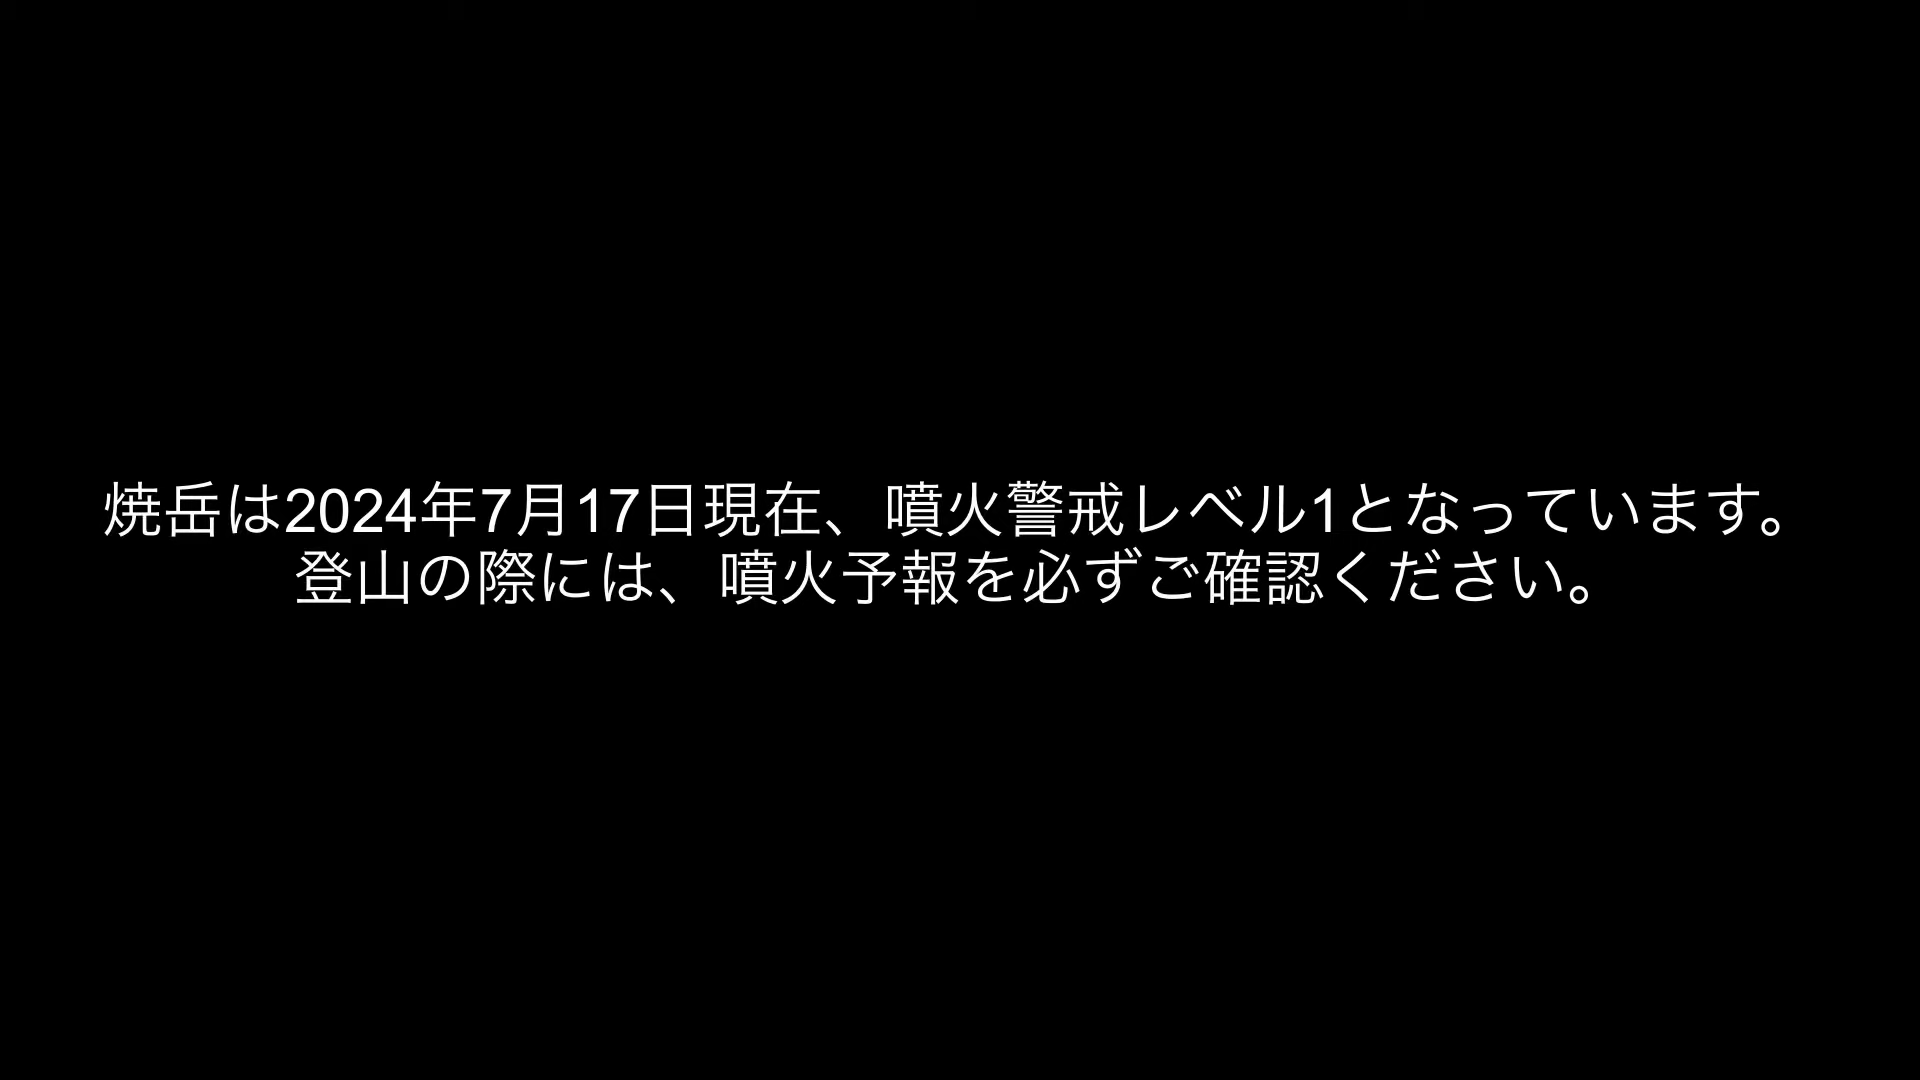 焼岳は2024年7月17日現在、噴火警戒レベル1となっています。
登山の際には、噴火予報を必ずご確認ください。